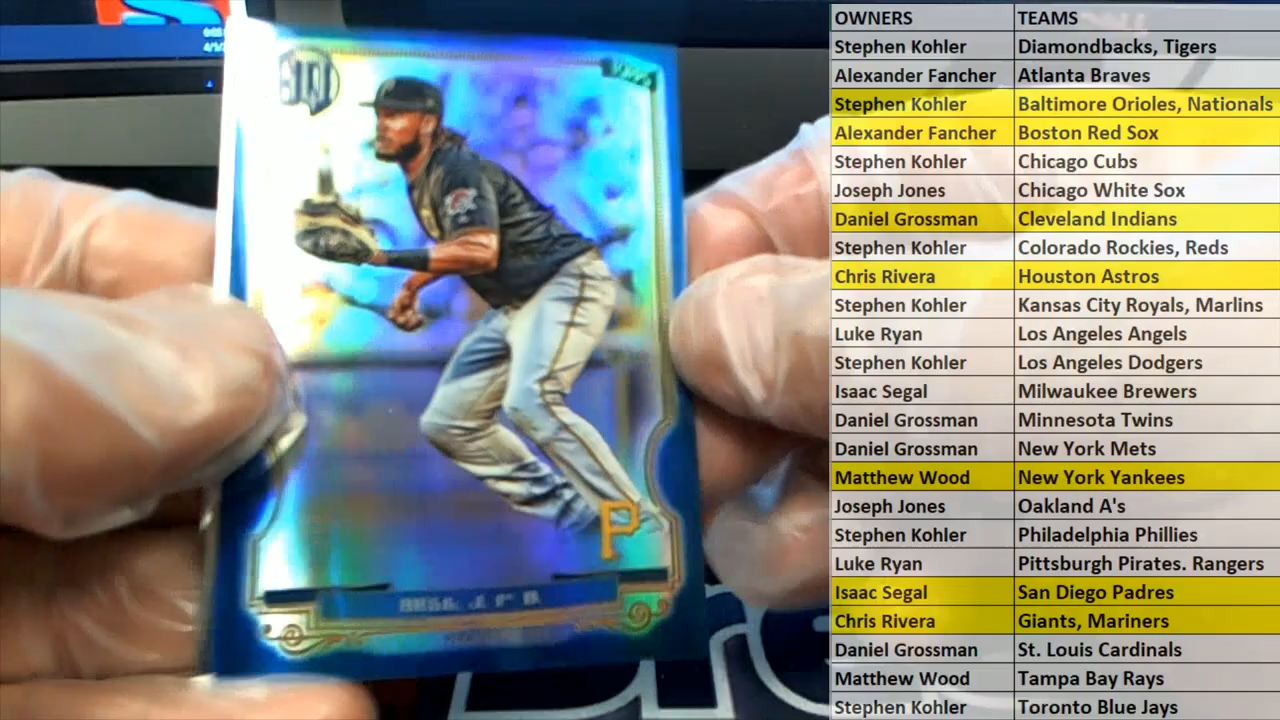 OWNERS TEAMS
Stephen Kohler Diamondbacks, Tigers
Alexander Fancher Atlanta Braves
Stephen Kohler Baltimore Orioles, Nationals
Alexander Fancher Boston Red Sox
Stephen Kohler Chicago Cubs
Joseph Jones Chicago White Sox
Daniel Grossman Cleveland Indians
Stephen Kohler Colorado Rockies, Reds
Chris Rivera Houston Astros
Stephen Kohler Kansas City Royals, Marlins
Luke Ryan Los Angeles Angels
Stephen Kohler Los Angeles Dodgers
Isaac Segal Milwaukee Brewers
Daniel Grossman Minnesota Twins
Daniel Grossman New York Mets
Matthew Wood New York Yankees
Joseph Jones Oakland A's
Stephen Kohler Philadelphia Phillies
Luke Ryan Pittsburgh Pirates. Rangers
Isaac Segal San Diego Padres
Chris Rivera Giants, Mariners
Daniel Grossman St. Louis Cardinals
Matthew Wood Tampa Bay Rays
Stephen Kohler Toronto Blue Jays
P